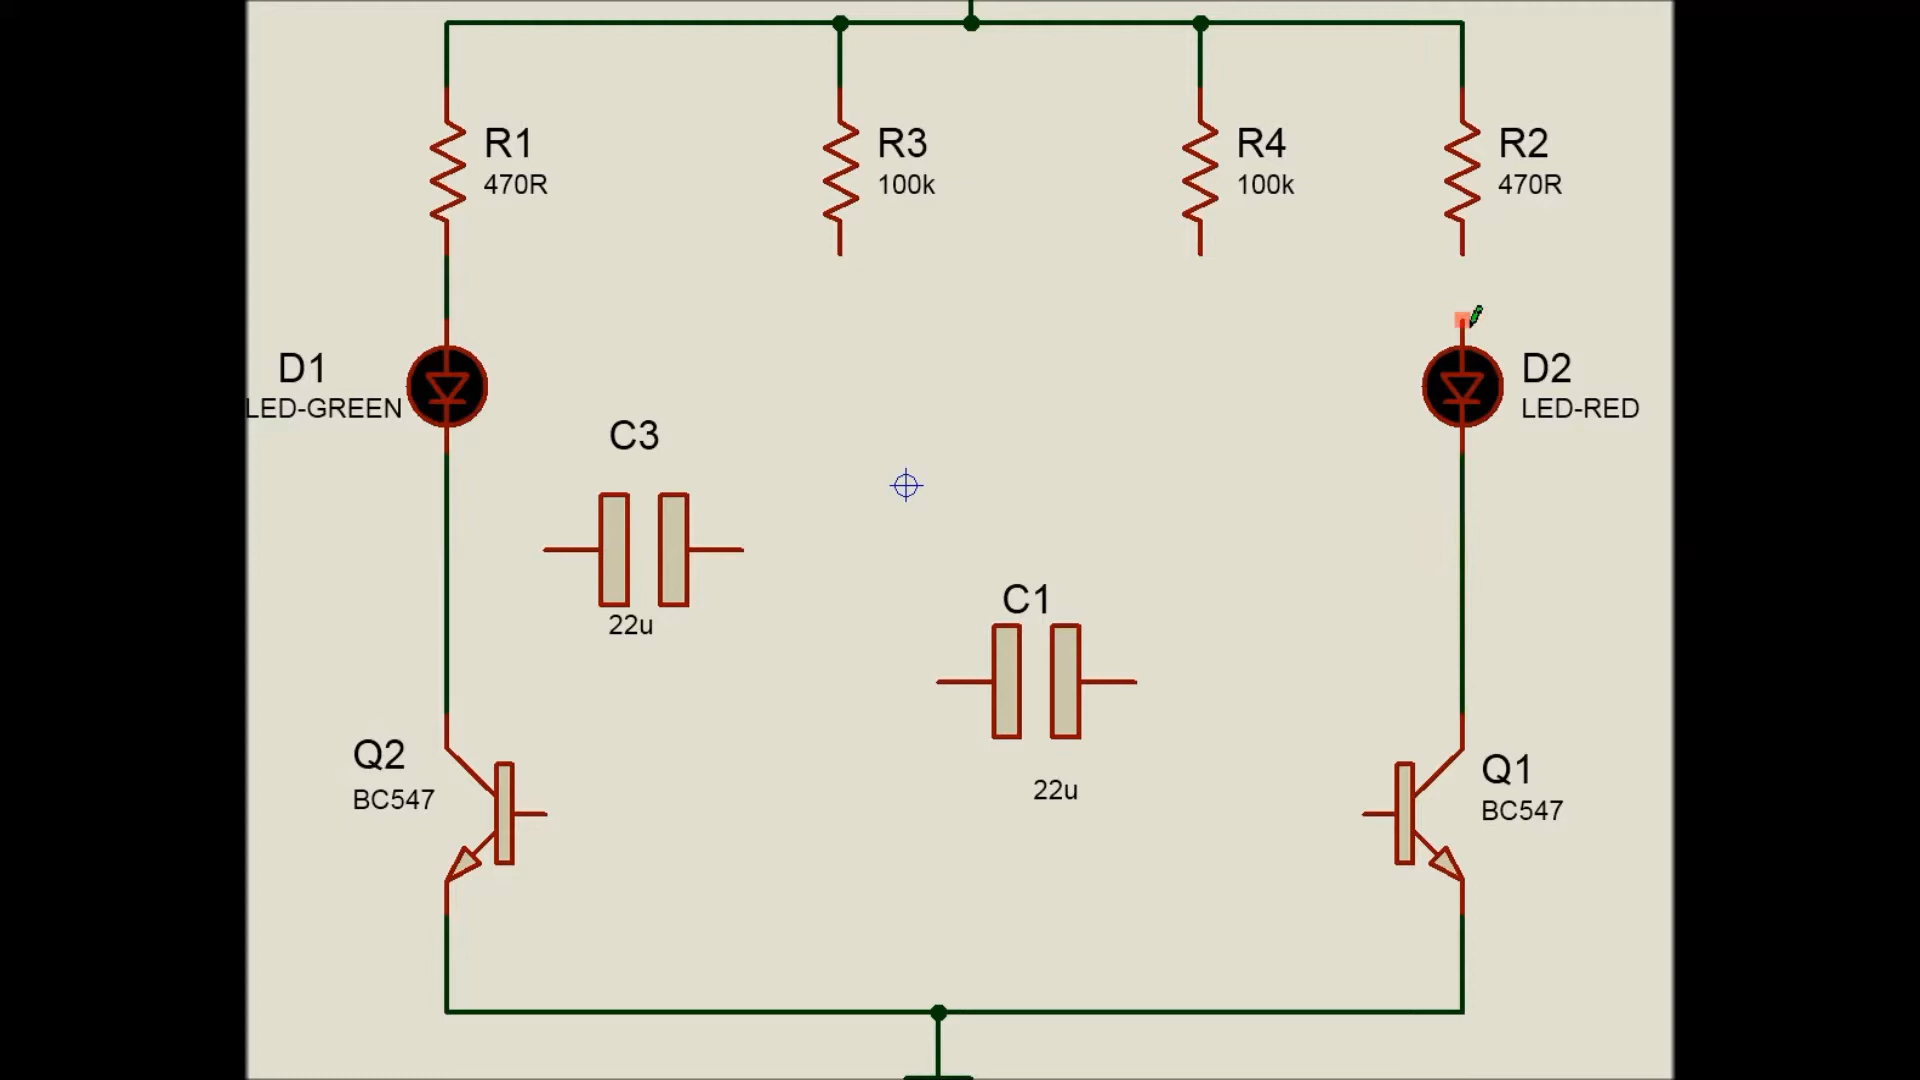 R1
470R
R3
100k
R4
100k
R2
470R
D1
LED-GREEN
D2
LED-RED
C3
22u
C1
22u
Q2
BC547
Q1
BC547